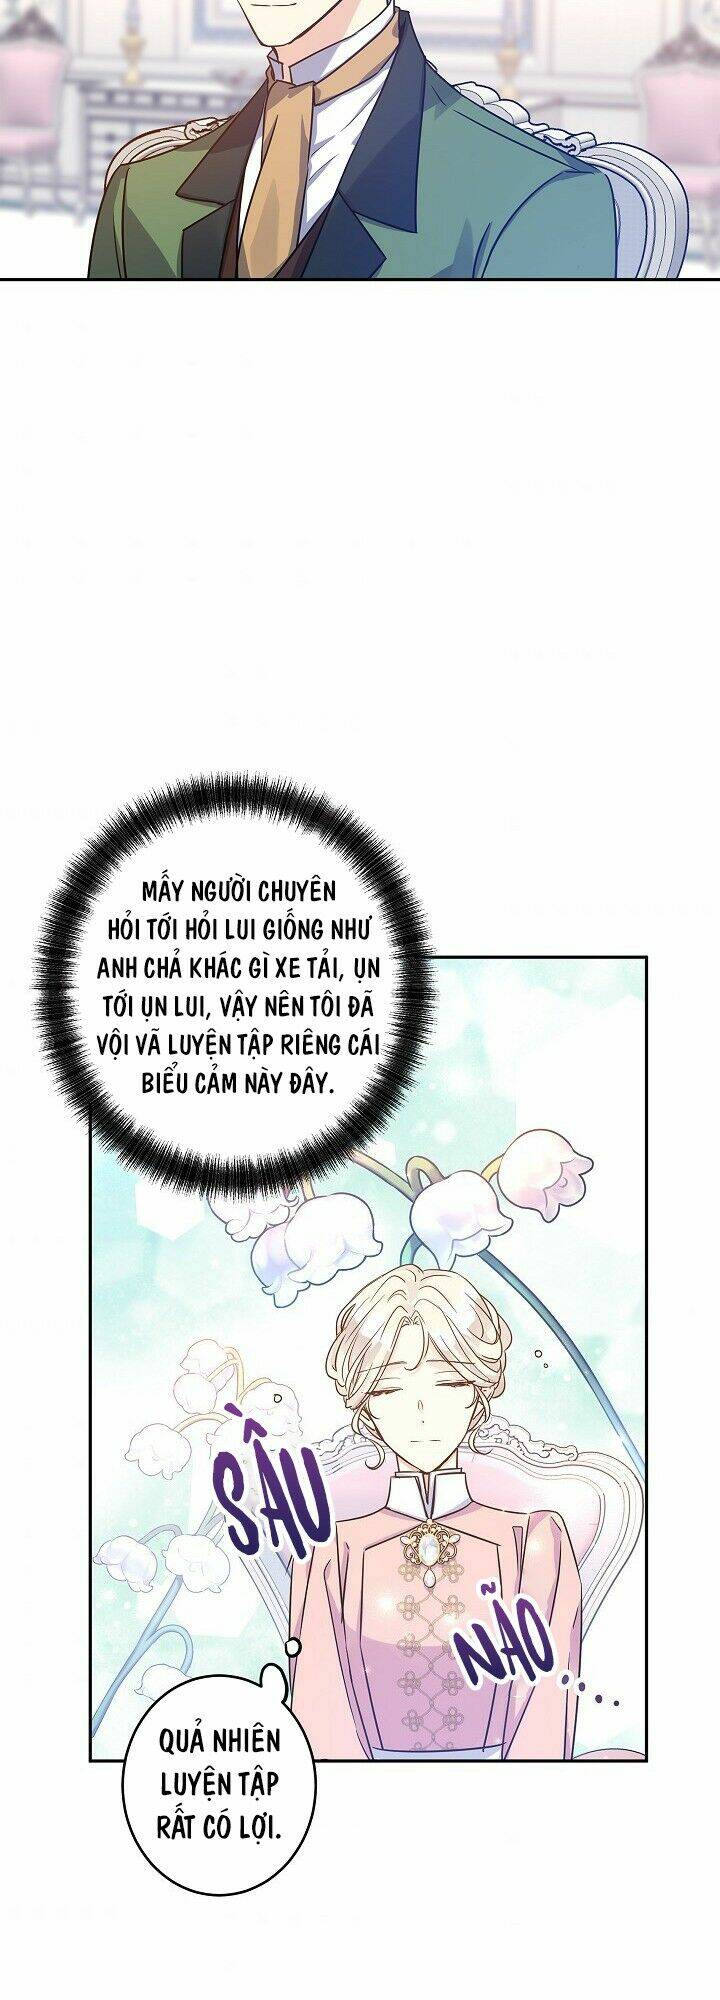 MẤY NGƯỜI CHUYÊN
HỎI TỚI HỎI LUI GIỐNG NHƯ
ANH CHẢ KHÁC GÌ XE TẢI, ỤN
TỚI ỤN LUI, VẬY NÊN TÔI ĐÃ
VỘI VÃ LUYỆN TẬP RIÊNG CÁI
BIỂU CẢM NÀY ĐÂY.
SẦU
NÃO....
QUẢ NHIÊN
LUYỆN TẬP
RẤT CÓ LỢI.